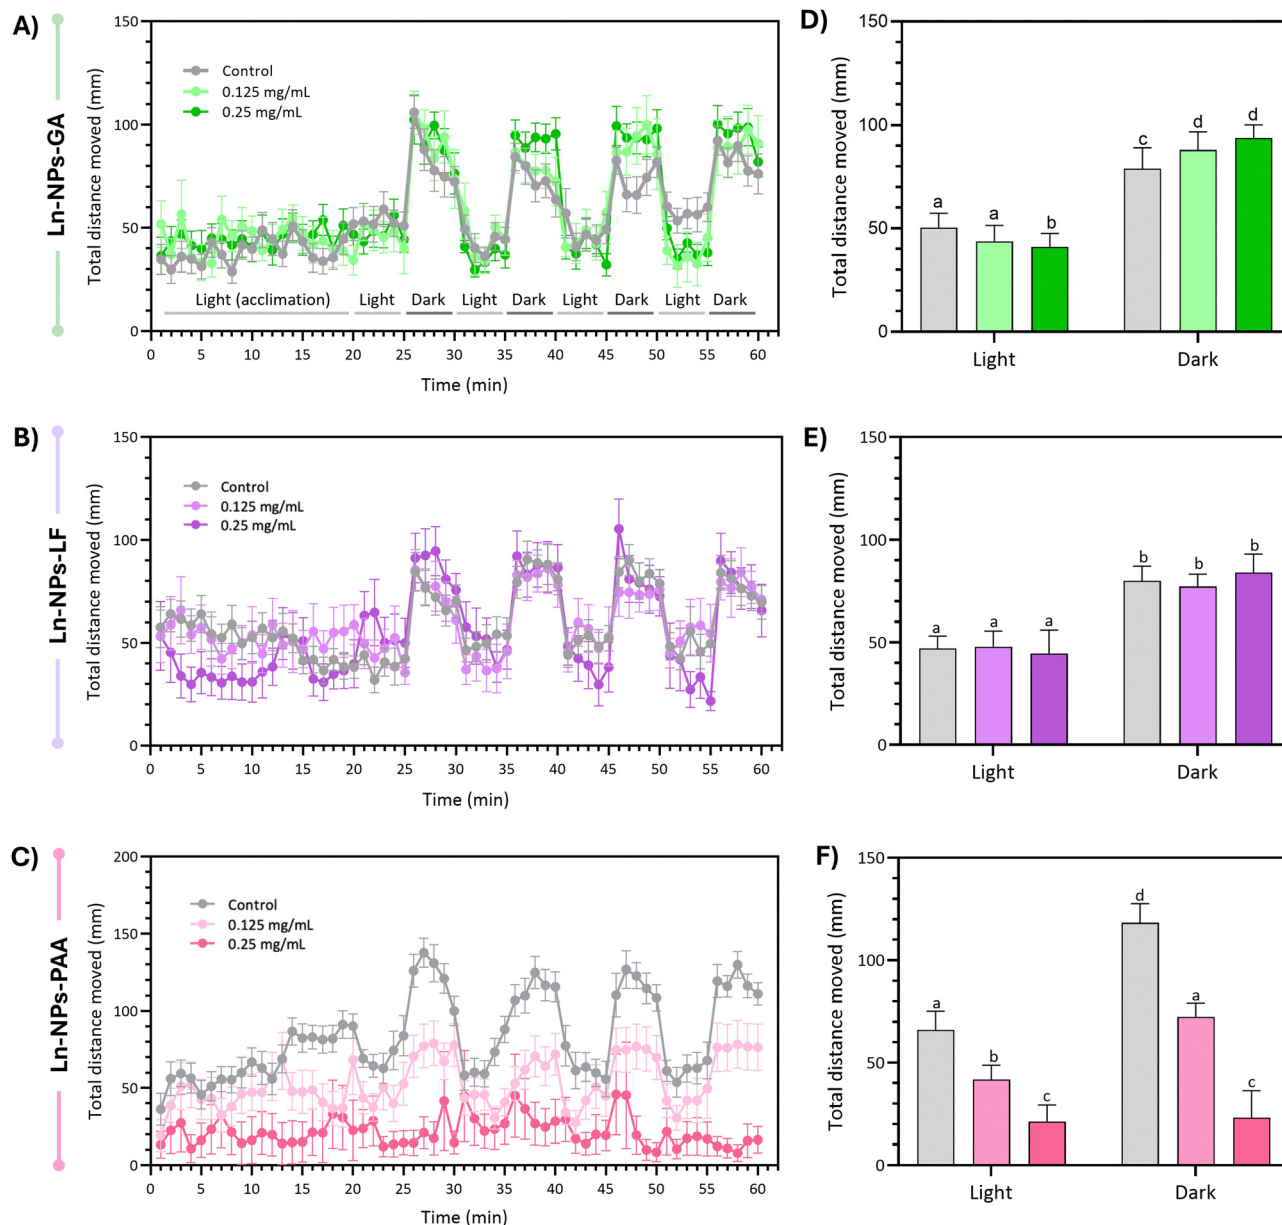 A)
Ln-NPs-GA
Total distance moved (mm)
150
100
50
0
Control
0.125 mg/mL
0.25 mg/mL
Light (acclimation) Light Dark Light Dark Light Dark Light Dark
0 5 10 15 20 25 30 35 40 45 50 55 60
Time (min)
D)
Total distance moved (mm)
150
100
50
0
a a b c d d
Light Dark
B)
Ln-NPs-LF
Total distance moved (mm)
150
100
50
0
Control
0.125 mg/mL
0.25 mg/mL
0 5 10 15 20 25 30 35 40 45 50 55 60
Time (min)
E)
Total distance moved (mm)
150
100
50
0
a a a b b b
Light Dark
C)
Ln-NPs-PAA
Total distance moved (mm)
200
150
100
50
0
Control
0.125 mg/mL
0.25 mg/mL
0 5 10 15 20 25 30 35 40 45 50 55 60
Time (min)
F)
Total distance moved (mm)
150
100
50
0
a b c d a c
Light Dark